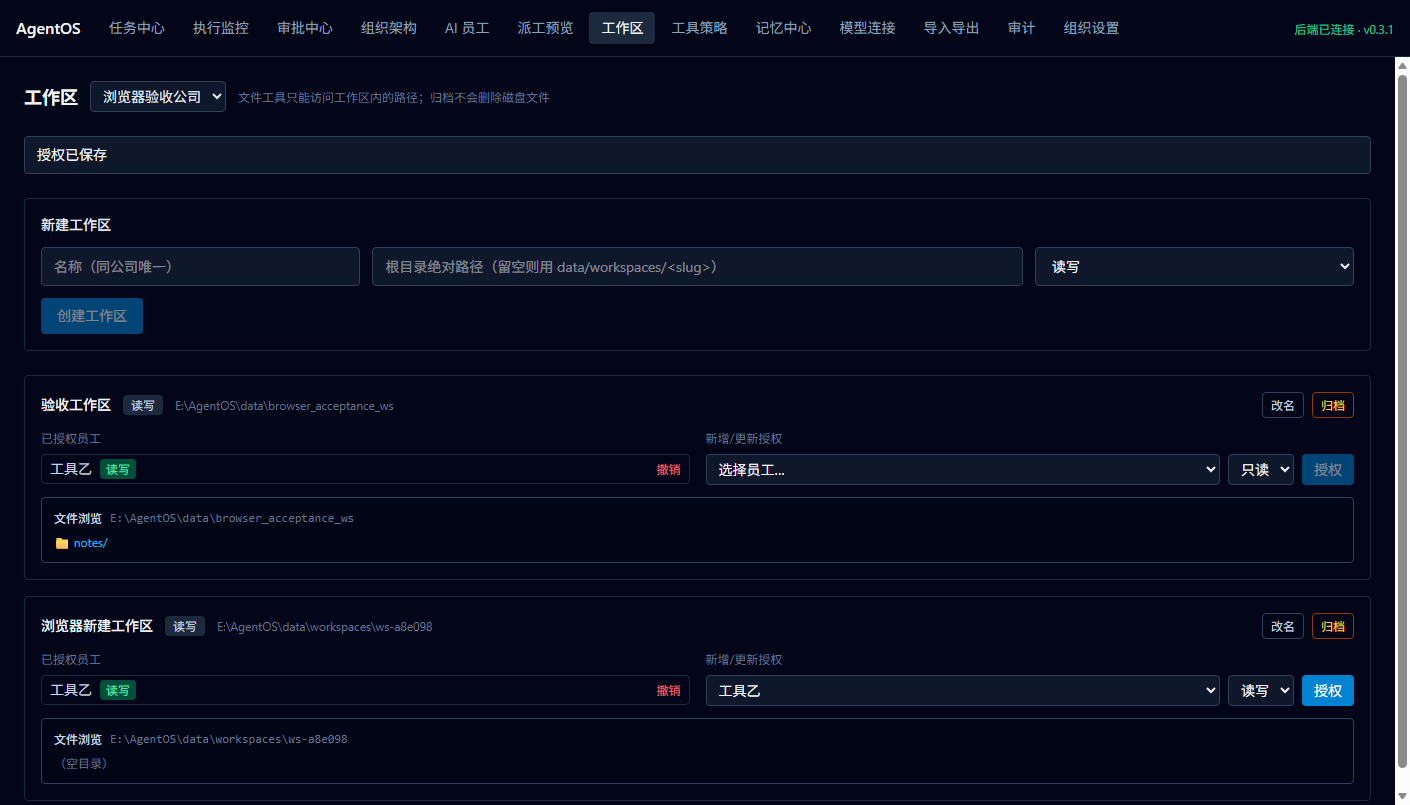 AgentOS 任务中心 执行监控 审批中心 组织架构 AI 员工 派工预览 工作区 工具策略 记忆中心 模型连接 导入导出 审计 组织设置 后端已连接 · v0.3.1
工作区 浏览器验收公司 文件工具只能访问工作区内的路径；归档不会删除磁盘文件
授权已保存
新建工作区
名称（同公司唯一） 根目录绝对路径（留空则用 data/workspaces/<slug>） 读写
创建工作区
验收工作区 读写 E:\AgentOS\data\browser_acceptance_ws 改名 归档
已授权员工 新增/更新授权
工具乙 读写 撤销 选择员工... 只读 授权
文件浏览 E:\AgentOS\data\browser_acceptance_ws
notes/
浏览器新建工作区 读写 E:\AgentOS\data\workspaces\ws-a8e098 改名 归档
已授权员工 新增/更新授权
工具乙 读写 撤销 工具乙 读写 授权
文件浏览 E:\AgentOS\data\workspaces\ws-a8e098
（空目录）